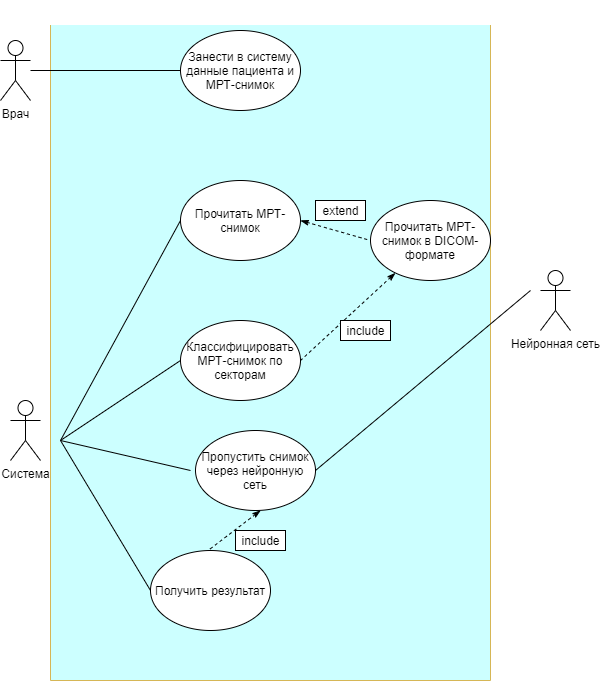 Занести в систему
данные пациента и
МРТ-снимок
Врач
Прочитать МРТ-
снимок
extend
Прочитать МРТ-
снимок в DICOM-
формате
include
Нейронная сеть
Классифицировать
МРТ-снимок по
секторам
Система
Пропустить снимок
через нейронную
сеть
include
Получить результат